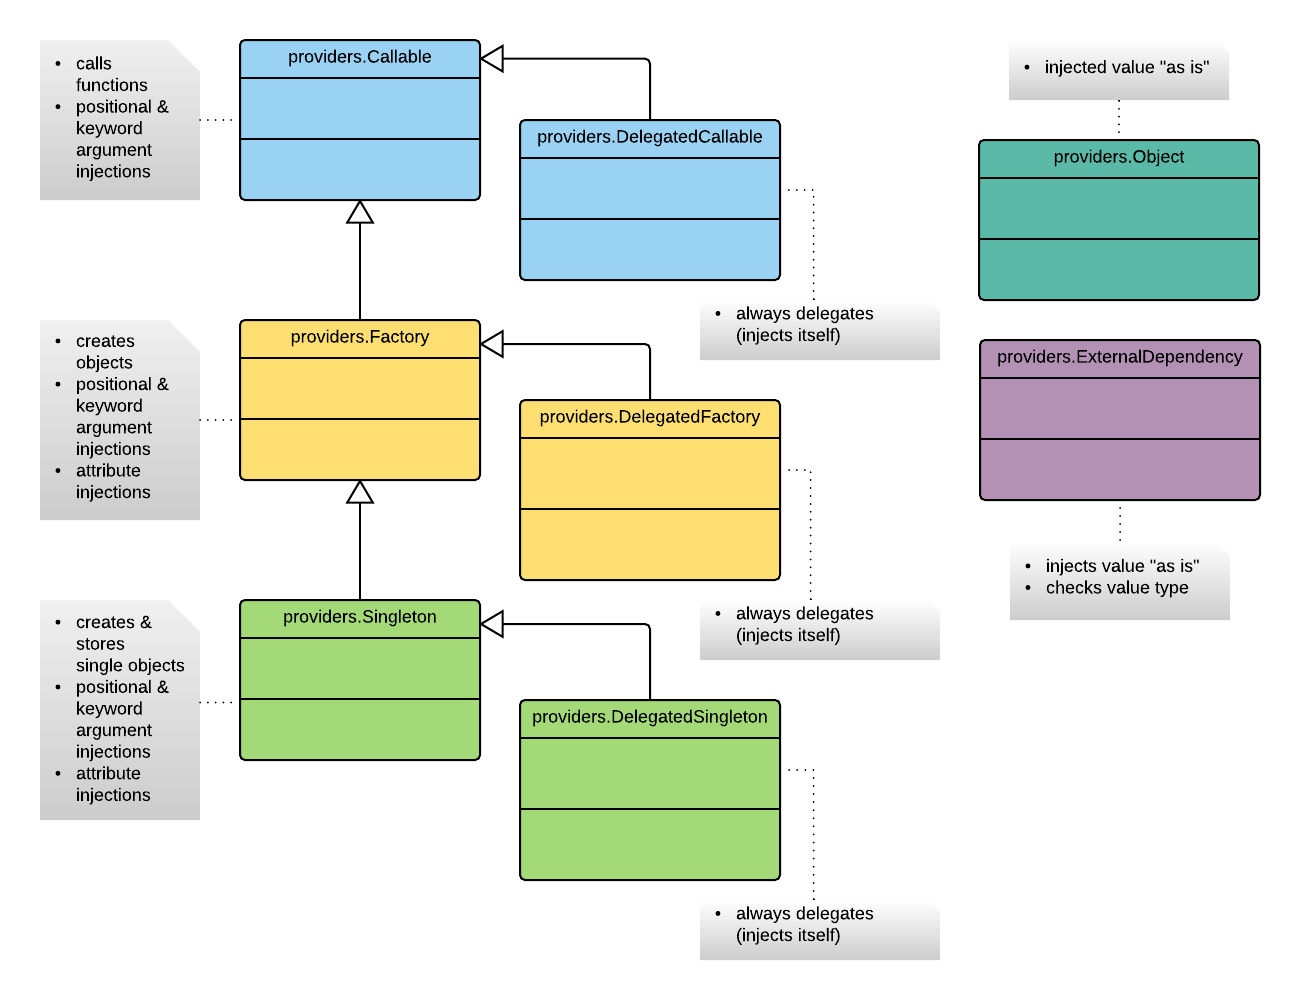 • calls
functions
• positional &
keyword
argument
injections
providers.Callable
providers.DelegatedCallable
• always delegates
(injects itself)
• injected value "as is"
providers.Object
• creates
objects
• positional &
keyword
argument
injections
• attribute
injections
providers.Factory
providers.DelegatedFactory
• always delegates
(injects itself)
providers.ExternalDependency
• injects value "as is"
• checks value type
• creates &
stores
single objects
• positional &
keyword
argument
injections
• attribute
injections
providers.Singleton
providers.DelegatedSingleton
• always delegates
(injects itself)